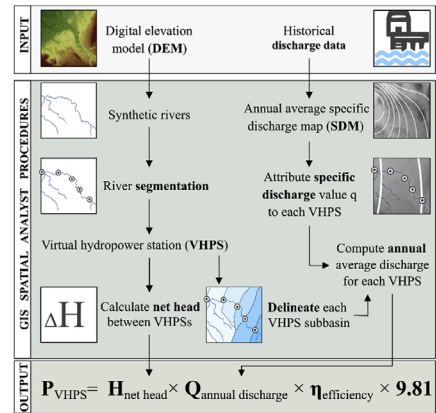 INPUT
Digital elevation
model (DEM)
Historical
discharge data
GIS SPATIAL ANALYST PROCEDURES
Synthetic rivers
Annual average specific
discharge map (SDM)
River segmentation
Attribute specific
discharge value q
to each VHPS
Virtual hydropower station (VHPS)
Compute annual
average discharge
for each VHPS
ΔH
Calculate net head
between VHPSs
Delineate each
VHPS subbasin
OUTPUT
PVHPS= Hnet head× Qannual discharge × ηefficiency × 9.81